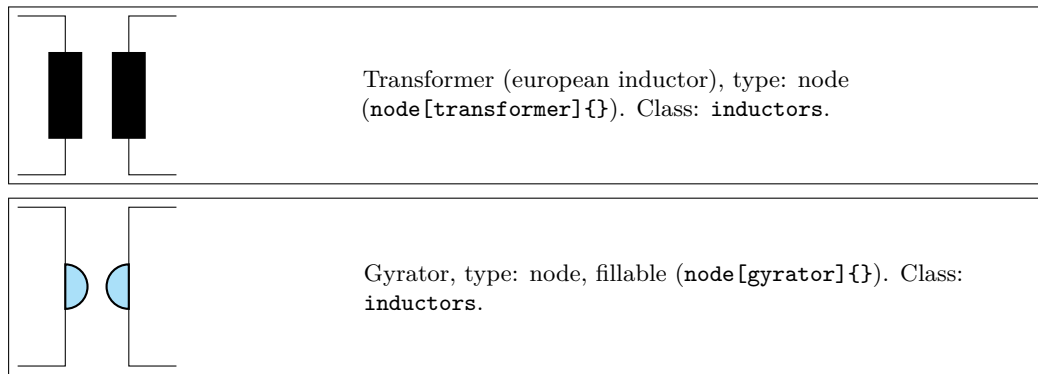 Transformer (european inductor), type: node
(node[transformer]{}). Class: inductors.
Gyrator, type: node, fillable (node[gyrator]{}). Class:
inductors.